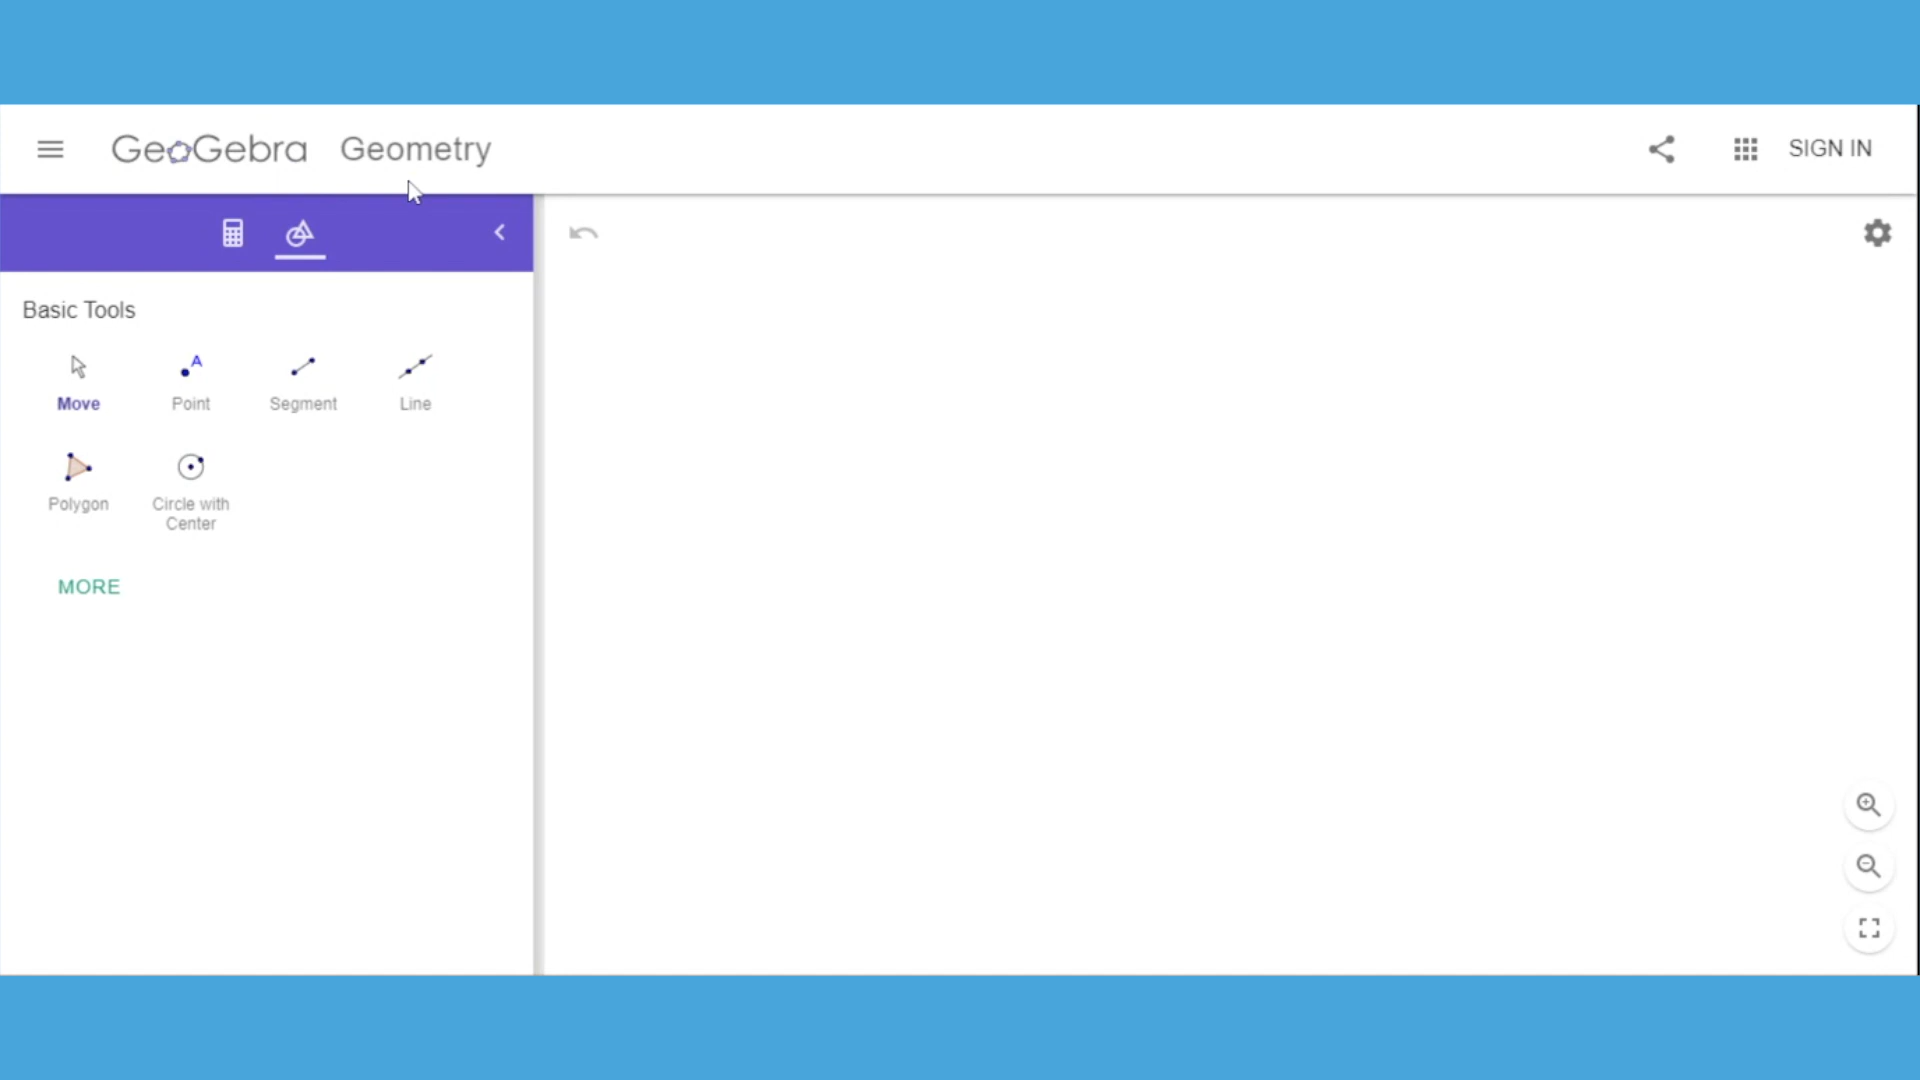 GeoGebra Geometry
SIGN IN
Basic Tools
Move
A
Point
Segment
Line
Polygon
Circle with
Center
MORE